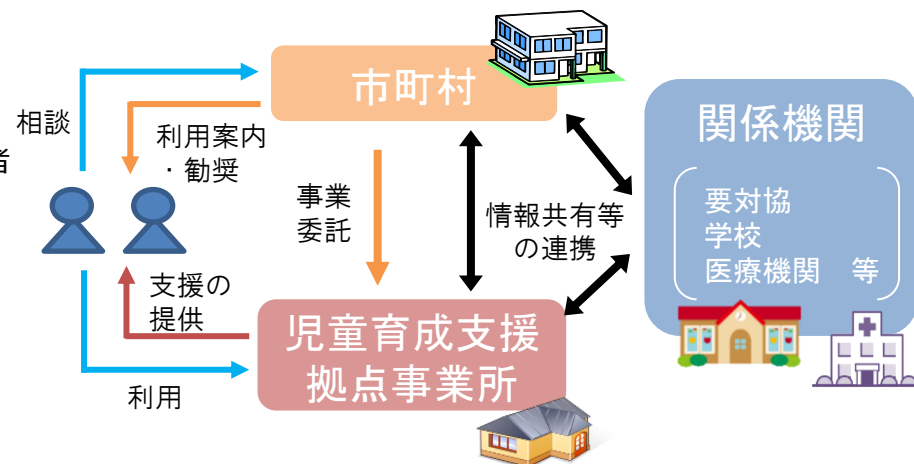 市町村
相談
者
利用案内
・勧奨
事業
委託
情報共有等
の連携
関係機関
要対協
学校
医療機関　等
支援の
提供
児童育成支援
拠点事業所
利用